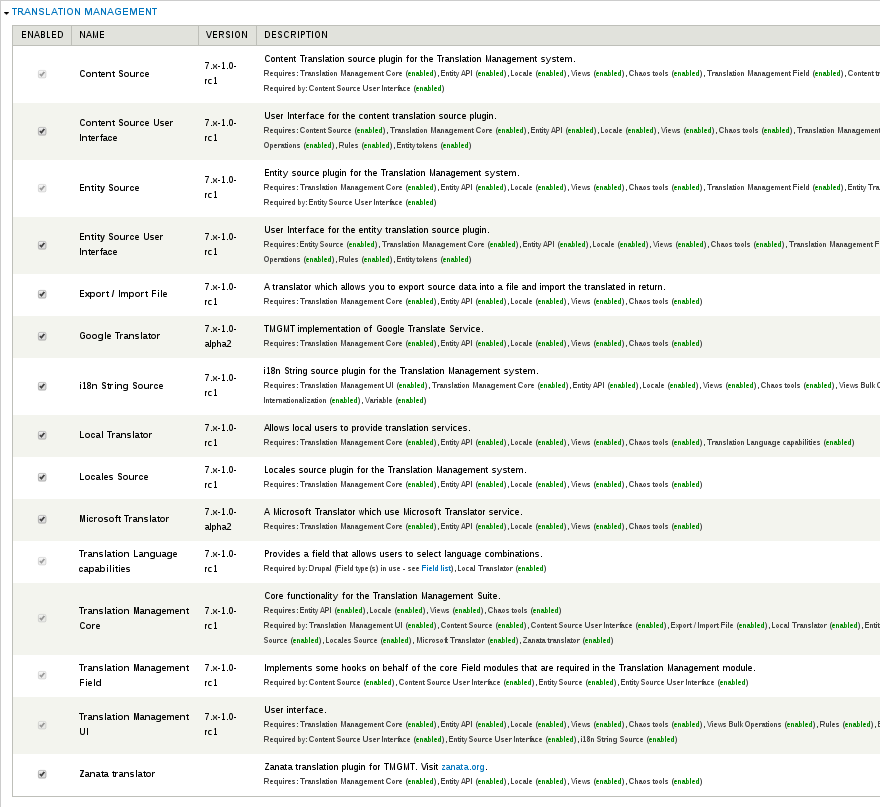 TRANSLATION MANAGEMENT
ENABLED NAME VERSION DESCRIPTION
Content Source
7.x-1.0-
rc1
Content Translation source plugin for the Translation Management system.
Requires: Translation Management Core (enabled), Entity API (enabled), Locale (enabled), Views (enabled), Chaos tools (enabled), Translation Management Field (enabled), Content
Required by: Content Source User Interface (enabled)
Content Source User
Interface
7.x-1.0-
rc1
User Interface for the content translation source plugin.
Requires: Content Source (enabled), Translation Management Core (enabled), Entity API (enabled), Locale (enabled), Views (enabled), Chaos tools (enabled), Translation Management
Operations (enabled), Rules (enabled), Entity tokens (enabled)
Entity Source
7.x-1.0-
rc1
Entity source plugin for the Translation Management system.
Requires: Translation Management Core (enabled), Entity API (enabled), Locale (enabled), Views (enabled), Chaos tools (enabled), Translation Management Field (enabled), Entity Tra
Required by: Entity Source User Interface (enabled)
Entity Source User
Interface
7.x-1.0-
rc1
User Interface for the entity translation source plugin.
Requires: Entity Source (enabled), Translation Management Core (enabled), Entity API (enabled), Locale (enabled), Views (enabled), Chaos tools (enabled), Translation Management F
Operations (enabled), Rules (enabled), Entity tokens (enabled)
Export / Import File
7.x-1.0-
rc1
A translator which allows you to export source data into a file and import the translated in return.
Requires: Translation Management Core (enabled), Entity API (enabled), Locale (enabled), Views (enabled), Chaos tools (enabled)
Google Translator
7.x-1.0-
alpha2
TMGMT implementation of Google Translate Service.
Requires: Translation Management Core (enabled), Entity API (enabled), Locale (enabled), Views (enabled), Chaos tools (enabled)
i18n String Source
7.x-1.0-
rc1
i18n String source plugin for the Translation Management system.
Requires: Translation Management UI (enabled), Translation Management Core (enabled), Entity API (enabled), Locale (enabled), Views (enabled), Chaos tools (enabled), Views Bulk
Internationalization (enabled), Variable (enabled)
Local Translator
7.x-1.0-
rc1
Allows local users to provide translation services.
Requires: Translation Management Core (enabled), Entity API (enabled), Locale (enabled), Views (enabled), Chaos tools (enabled), Translation Language capabilities (enabled)
Locales Source
7.x-1.0-
rc1
Locales source plugin for the Translation Management system.
Requires: Translation Management Core (enabled), Entity API (enabled), Locale (enabled), Views (enabled), Chaos tools (enabled)
Microsoft Translator
7.x-1.0-
alpha2
A Microsoft Translator which use Microsoft Translator service.
Requires: Translation Management Core (enabled), Entity API (enabled), Locale (enabled), Views (enabled), Chaos tools (enabled)
Translation Language
capabilities
7.x-1.0-
rc1
Provides a field that allows users to select language combinations.
Required by: Drupal (Field type(s) in use - see Field list), Local Translator (enabled)
Translation Management
Core
7.x-1.0-
rc1
Core functionality for the Translation Management Suite.
Requires: Entity API (enabled), Locale (enabled), Views (enabled), Chaos tools (enabled)
Required by: Translation Management UI (enabled), Content Source (enabled), Content Source User Interface (enabled), Export / Import File (enabled), Local Translator (enabled), Entit
Source (enabled), Locales Source (enabled), Microsoft Translator (enabled), Zanata translator (enabled)
Translation Management
Field
7.x-1.0-
rc1
Implements some hooks on behalf of the core Field modules that are required in the Translation Management module.
Required by: Content Source (enabled), Content Source User Interface (enabled), Entity Source (enabled), Entity Source User Interface (enabled)
Translation Management
UI
7.x-1.0-
rc1
User interface.
Requires: Translation Management Core (enabled), Entity API (enabled), Locale (enabled), Views (enabled), Chaos tools (enabled), Views Bulk Operations (enabled), Rules (enabled),
Required by: Content Source User Interface (enabled), Entity Source User Interface (enabled), i18n String Source (enabled)
Zanata translator
7.x-1.0-
rc1
Zanata translation plugin for TMGMT. Visit zanata.org.
Requires: Translation Management Core (enabled), Entity API (enabled), Locale (enabled), Views (enabled), Chaos tools (enabled)